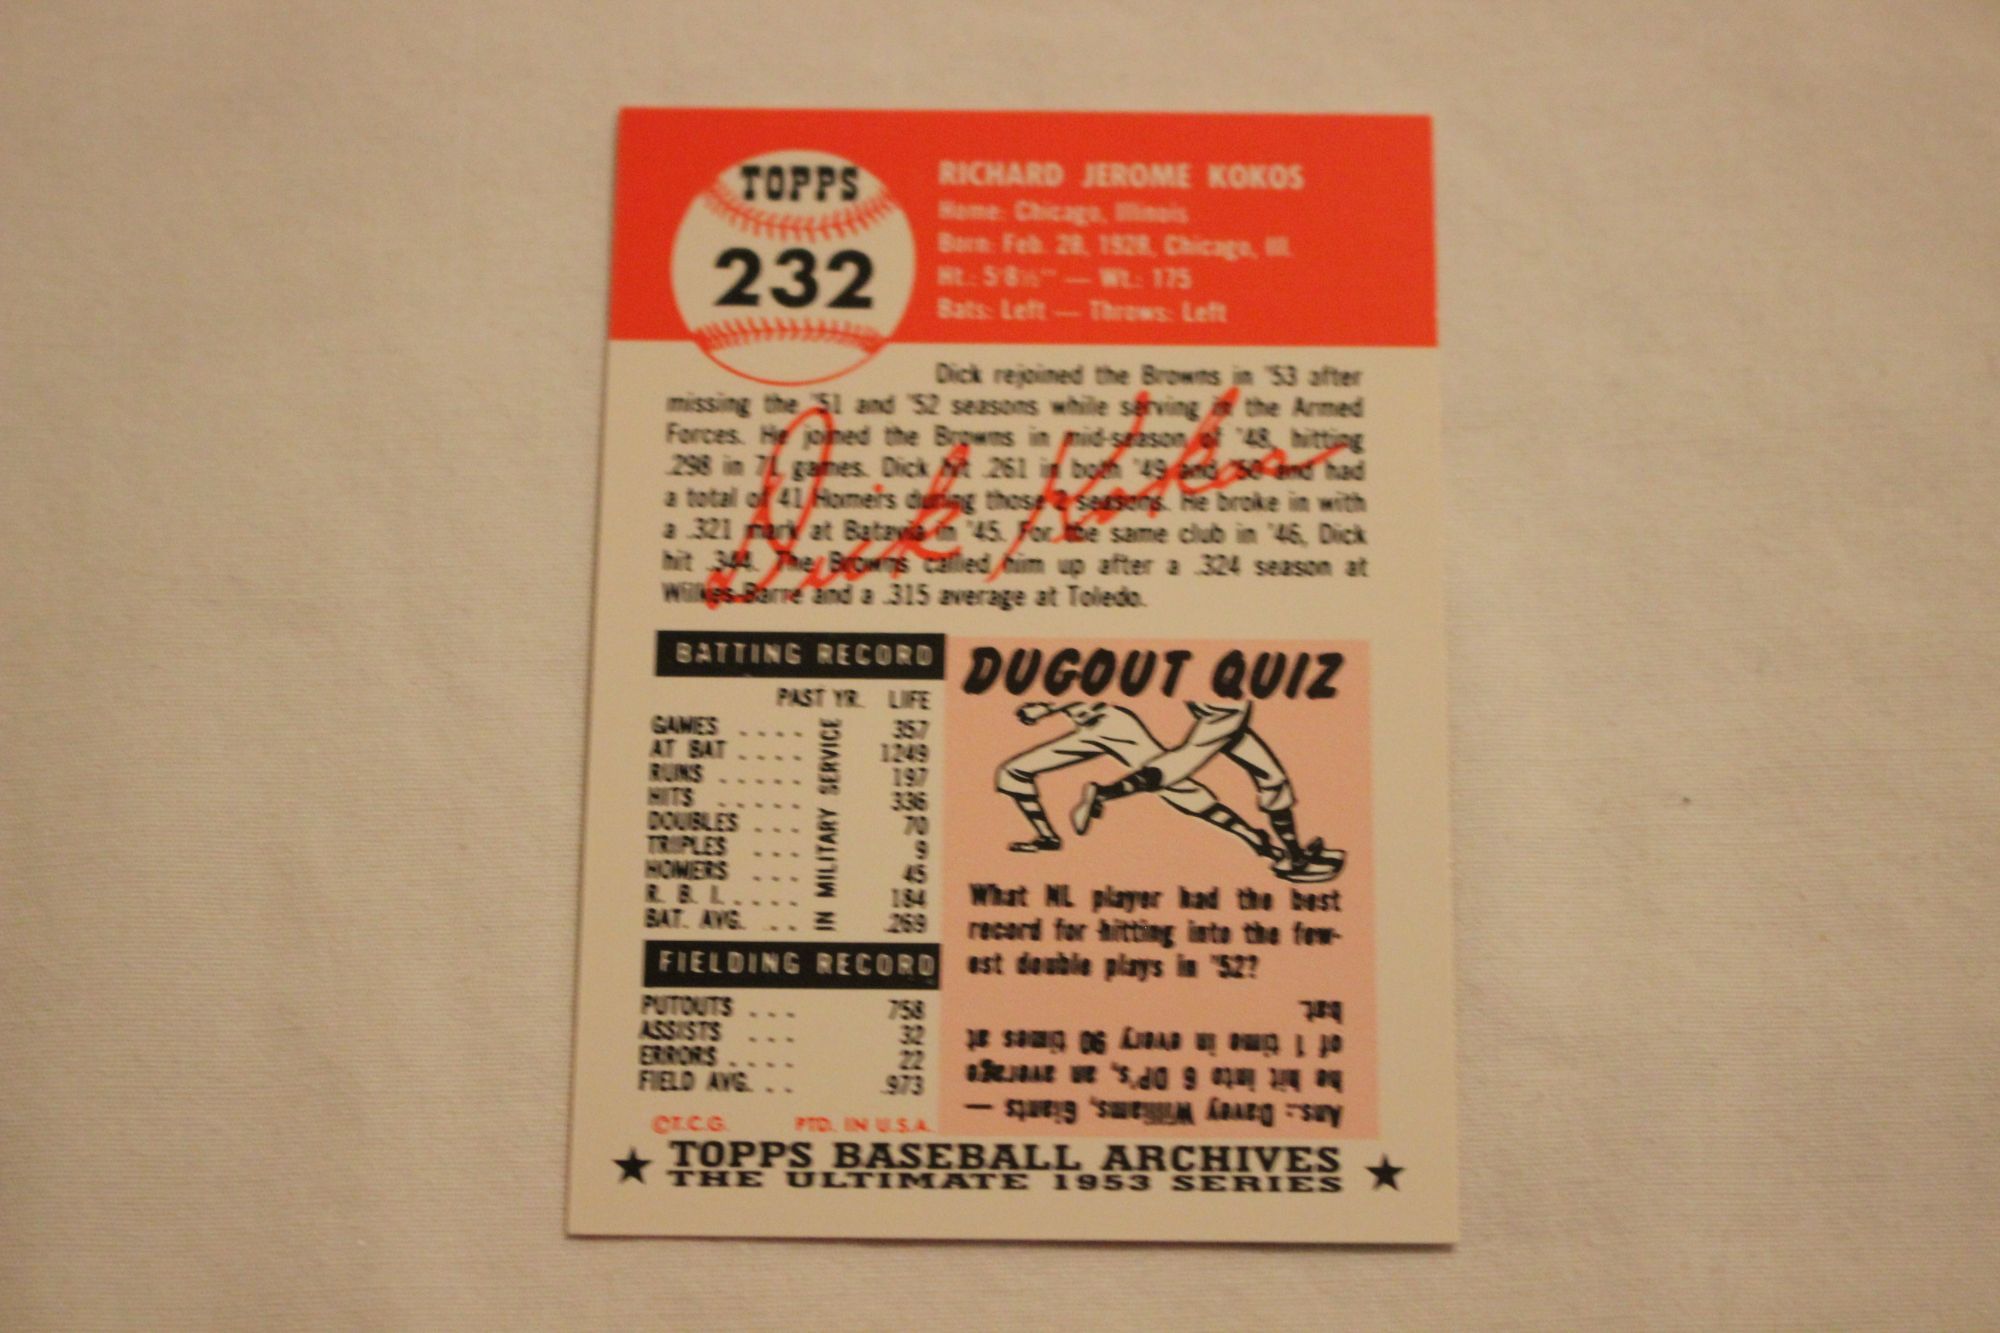 TOPPS
232
RICHARD JEROME KOKOS
Home: Chicago, Illinois
Born: Feb. 28, 1928, Chicago, Ill.
Ht.: 5'8½" — Wt.: 175
Bats: Left — Throws: Left
Dick rejoined the Browns in '53 after
missing the '51 and '52 seasons while serving in the Armed
Forces. He joined the Browns in mid-season of '48, hitting
.298 in 71 games. Dick hit .261 in both '49 and '50 and had
a total of 41 Homers during those 2 seasons. He broke in with
a .321 mark at Batavia in '45. For the same club in '46, Dick
hit .344. The Browns called him up after a .324 season at
Wilkes-Barre and a .315 average at Toledo.
Dick Kokos
BATTING RECORD
PAST YR. LIFE
GAMES .... 357
AT BAT .... 1249
RUNS ..... 197
HITS ..... 336
DOUBLES ... 70
TRIPLES ... 9
HOMERS ... 45
R. B. I. .... 184
BAT. AVG. ... .269
IN MILITARY SERVICE
FIELDING RECORD
PUTOUTS ... 758
ASSISTS ... 32
ERRORS .... 22
FIELD AVG. ... .973
©T.C.G. PTD. IN U.S.A.
DUGOUT QUIZ
What NL player had the best
record for hitting into the few-
est double plays in '52?
Ans.: Davey Williams, Giants —
he hit into 6 DP's, an average
of 1 time in every 90 times at
bat.
★ TOPPS BASEBALL ARCHIVES ★
THE ULTIMATE 1953 SERIES